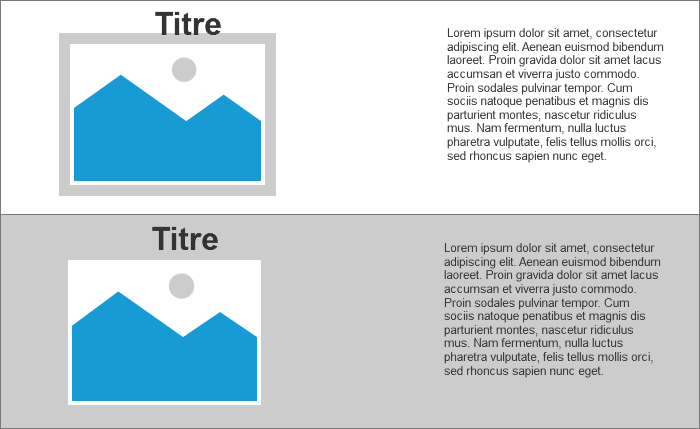 Titre
Lorem ipsum dolor sit amet, consectetur
adipiscing elit. Aenean euismod bibendum
laoreet. Proin gravida dolor sit amet lacus
accumsan et viverra justo commodo.
Proin sodales pulvinar tempor. Cum
sociis natoque penatibus et magnis dis
parturient montes, nascetur ridiculus
mus. Nam fermentum, nulla luctus
pharetra vulputate, felis tellus mollis orci,
sed rhoncus sapien nunc eget.
Titre
Lorem ipsum dolor sit amet, consectetur
adipiscing elit. Aenean euismod bibendum
laoreet. Proin gravida dolor sit amet lacus
accumsan et viverra justo commodo.
Proin sodales pulvinar tempor. Cum
sociis natoque penatibus et magnis dis
parturient montes, nascetur ridiculus
mus. Nam fermentum, nulla luctus
pharetra vulputate, felis tellus mollis orci,
sed rhoncus sapien nunc eget.